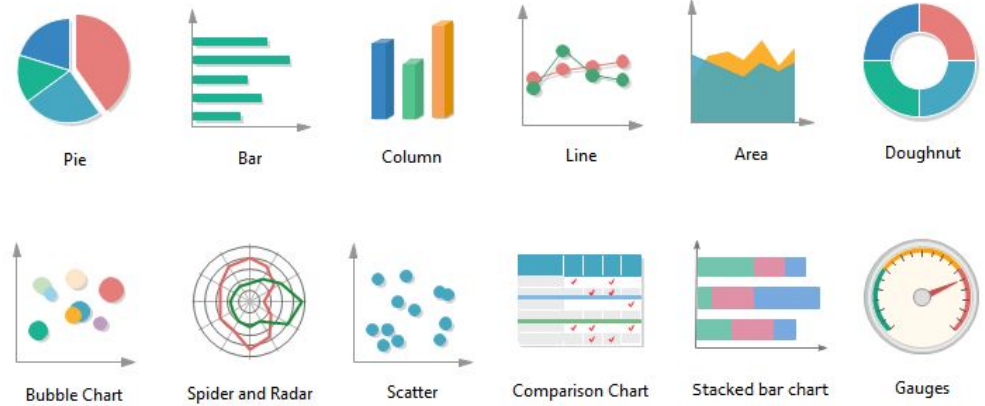 Pie
Bar
Column
Line
Area
Doughnut
Bubble Chart
Spider and Radar
Scatter
Comparison Chart
Stacked bar chart
Gauges